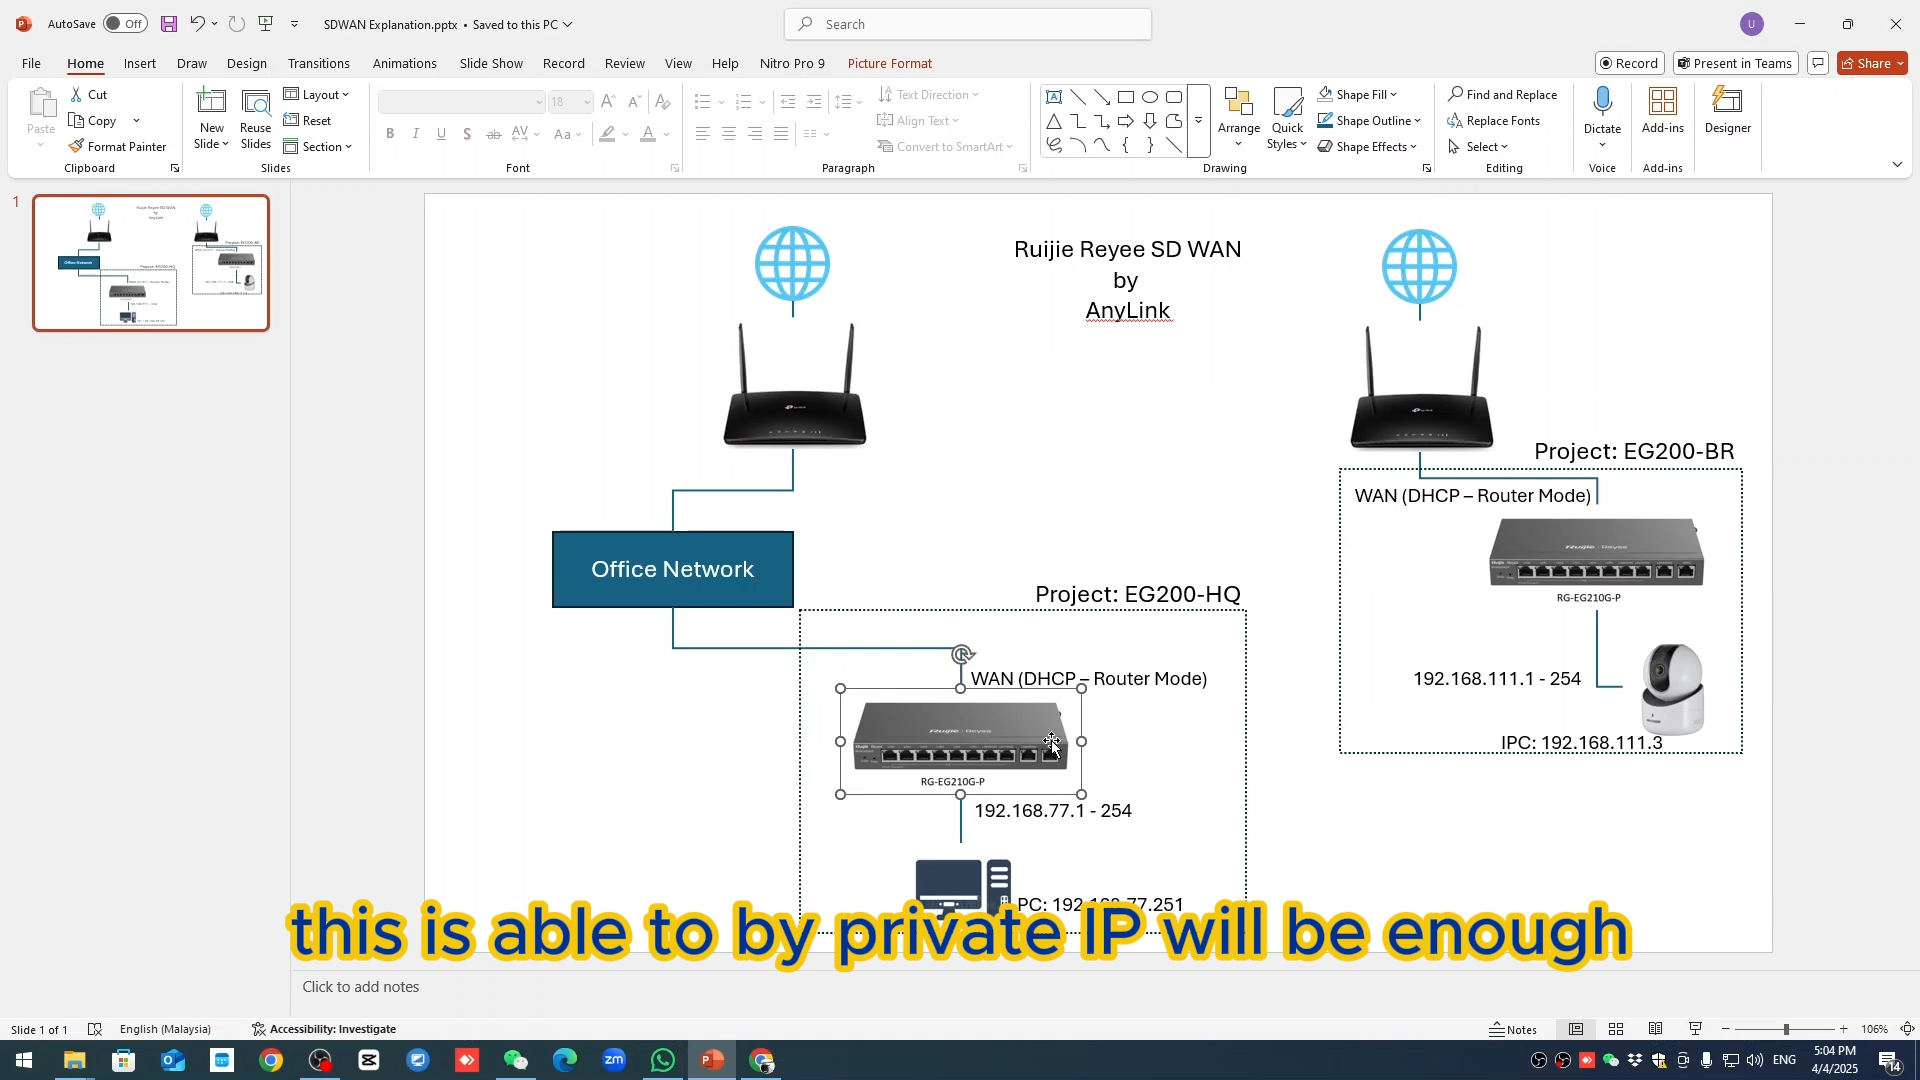 AutoSave
Off
SDWAN Explanation.pptx • Saved to this PC
Search
U
File
Home
Insert
Draw
Design
Transitions
Animations
Slide Show
Record
Review
View
Help
Nitro Pro 9
Picture Format
Record
Present in Teams
Share
Paste
Cut
Copy
Format Painter
Clipboard
New Slide
Reuse Slides
Layout
Reset
Section
Slides
18
Font
Text Direction
Align Text
Convert to SmartArt
Paragraph
Arrange
Quick Styles
Shape Fill
Shape Outline
Shape Effects
Drawing
Find and Replace
Replace Fonts
Select
Editing
Dictate
Voice
Add-ins
Add-ins
Designer
1
Ruijie Reyee SD WAN
by
AnyLink
Project: EG200-BR
WAN (DHCP – Router Mode)
RG-EG210G-P
192.168.111.1 - 254
IPC: 192.168.111.3
Office Network
Project: EG200-HQ
WAN (DHCP – Router Mode)
RG-EG210G-P
192.168.77.1 - 254
PC: 192.168.77.251
this is able to by private IP will be enough
Click to add notes
Slide 1 of 1
English (Malaysia)
Accessibility: Investigate
Notes
106%
ENG
5:04 PM
4/4/2025
14